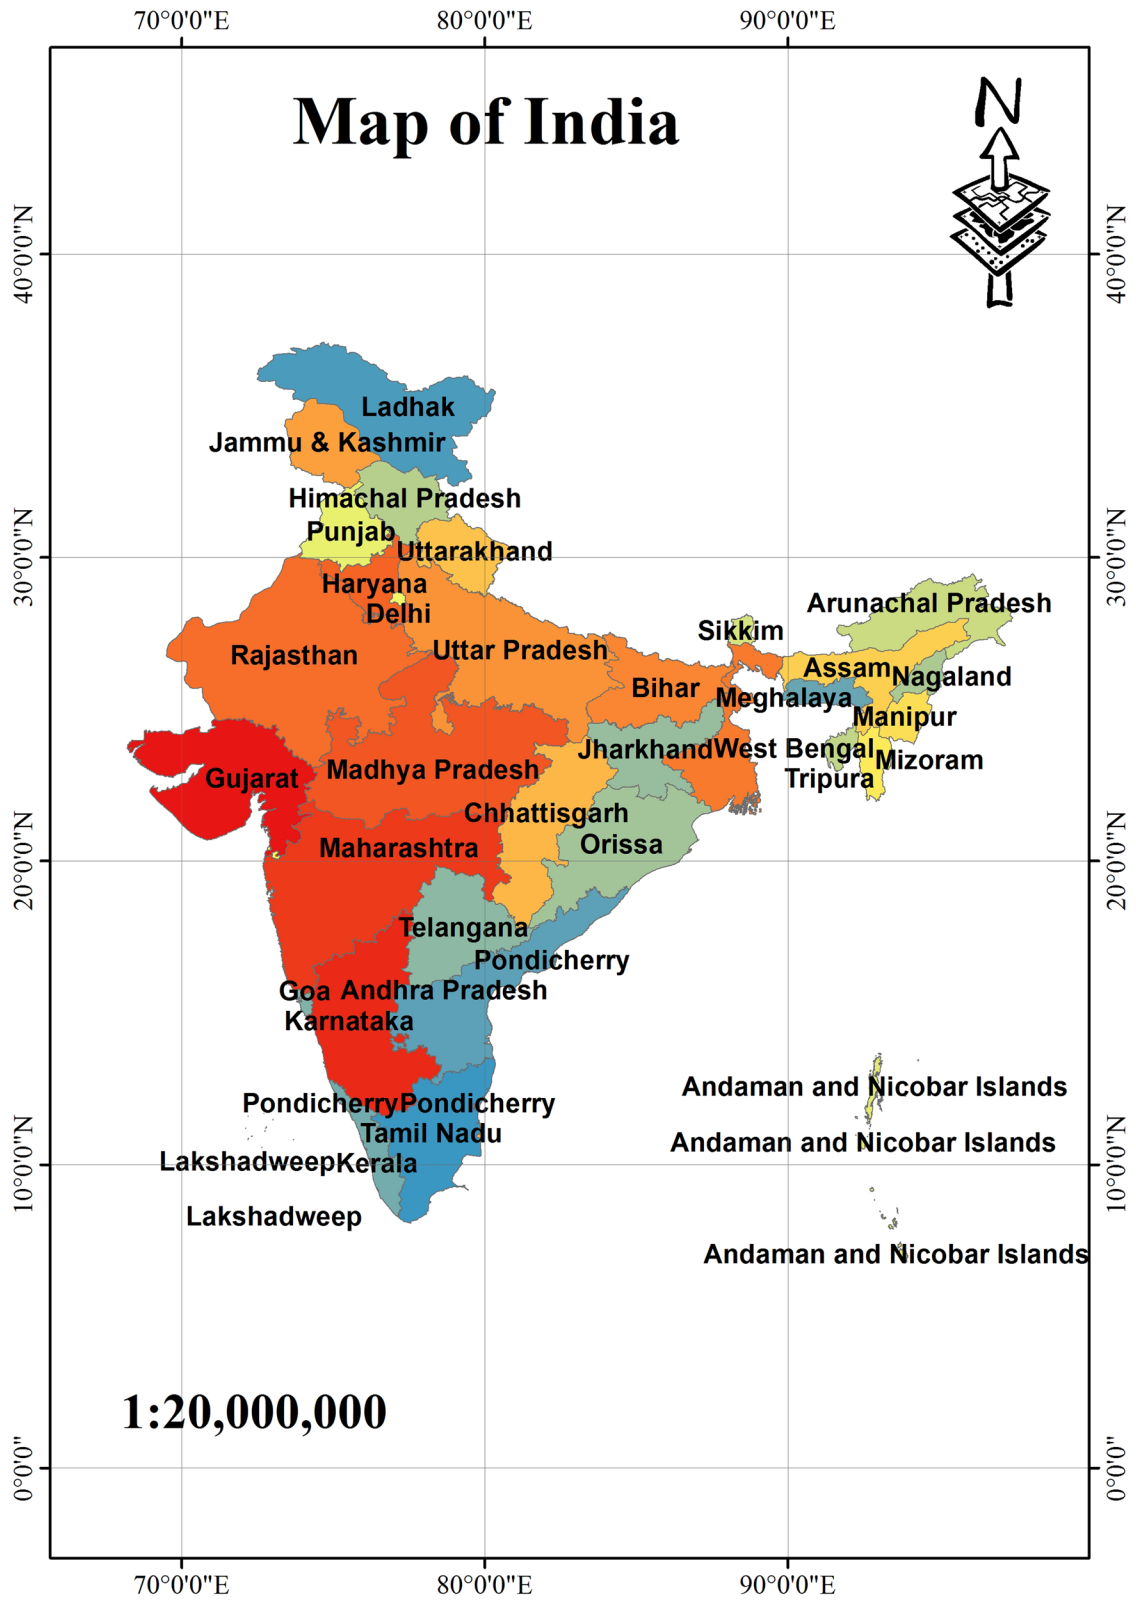 70°0'0"E 80°0'0"E 90°0'0"E
Map of India
N
40°0'0"N 40°0'0"N
Ladhak
Jammu & Kashmir
Himachal Pradesh
Punjab
Uttarakhand
30°0'0"N 30°0'0"N
Haryana
Delhi
Arunachal Pradesh
Sikkim
Rajasthan
Uttar Pradesh
Assam
Nagaland
Bihar
Meghalaya
Manipur
Jharkhand
West Bengal
Mizoram
Madhya Pradesh
Gujarat
Tripura
Chhattisgarh
Orissa
Maharashtra
20°0'0"N 20°0'0"N
Telangana
Pondicherry
Goa
Andhra Pradesh
Karnataka
Andaman and Nicobar Islands
Pondicherry
Pondicherry
Tamil Nadu
Andaman and Nicobar Islands
Lakshadweep
Kerala
10°0'0"N 10°0'0"N
Lakshadweep
Andaman and Nicobar Islands
1:20,000,000
0°0'0" 0°0'0"
70°0'0"E 80°0'0"E 90°0'0"E